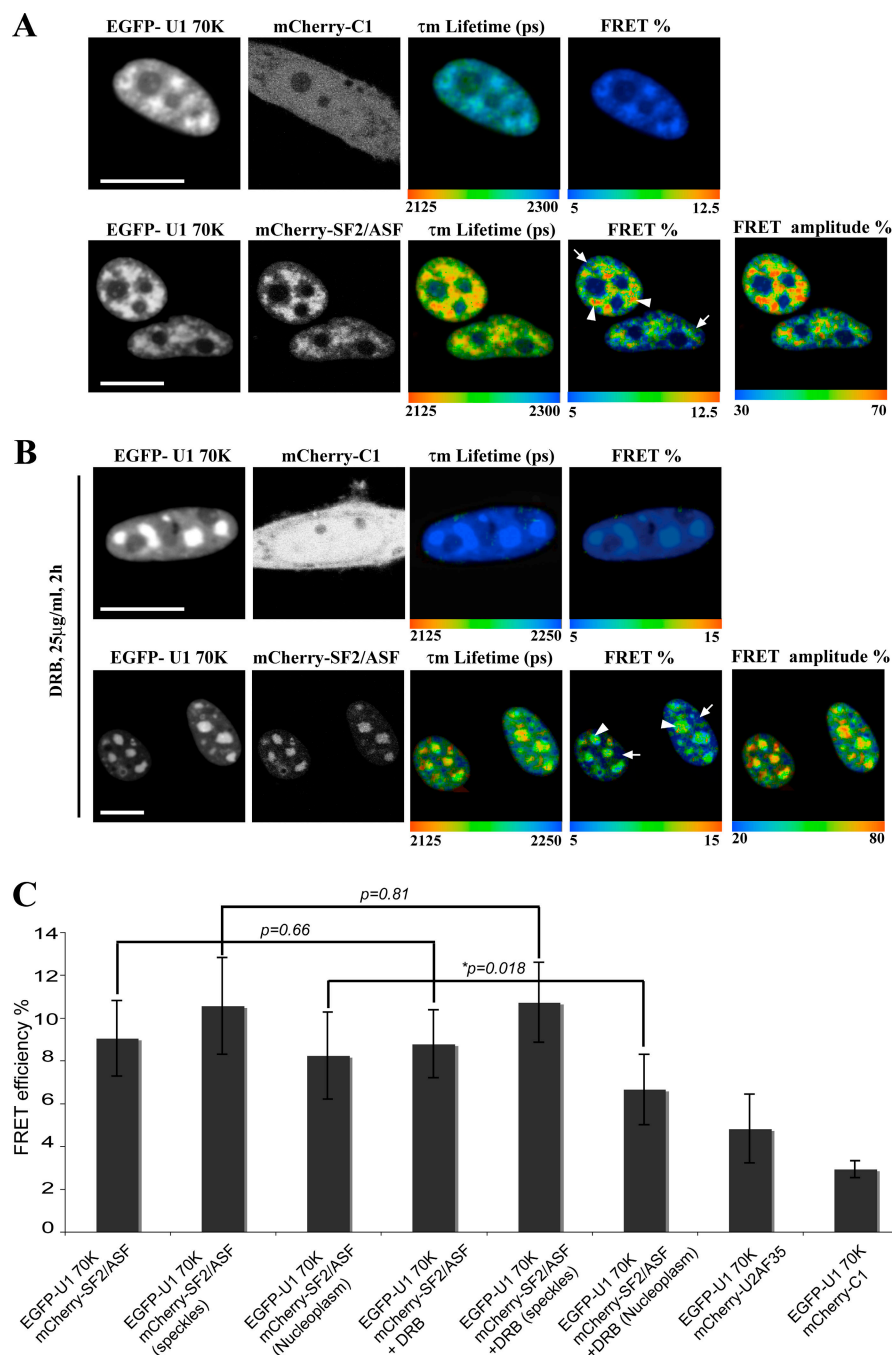 A
EGFP- U1 70K mCherry-C1 τm Lifetime (ps) FRET %
2125 2300 5 12.5
EGFP- U1 70K mCherry-SF2/ASF τm Lifetime (ps) FRET % FRET amplitude %
2125 2300 5 12.5 30 70
B
DRB, 25µg/ml, 2h
EGFP- U1 70K mCherry-C1 τm Lifetime (ps) FRET %
2125 2250 5 15
EGFP- U1 70K mCherry-SF2/ASF τm Lifetime (ps) FRET % FRET amplitude %
2125 2250 5 15 20 80
C
p=0.81
p=0.66
*p=0.018
FRET efficiency %
14
12
10
8
6
4
2
0
EGFP-U1 70K
mCherry-SF2/ASF
EGFP-U1 70K
mCherry-SF2/ASF
(speckles)
EGFP-U1 70K
mCherry-SF2/ASF
(Nucleoplasm)
EGFP-U1 70K
mCherry-SF2/ASF
+ DRB
EGFP-U1 70K
mCherry-SF2/ASF
+DRB (speckles)
EGFP-U1 70K
mCherry-SF2/ASF
+DRB (Nucleoplasm)
EGFP-U1 70K
mCherry-U2AF35
EGFP-U1 70K
mCherry-C1